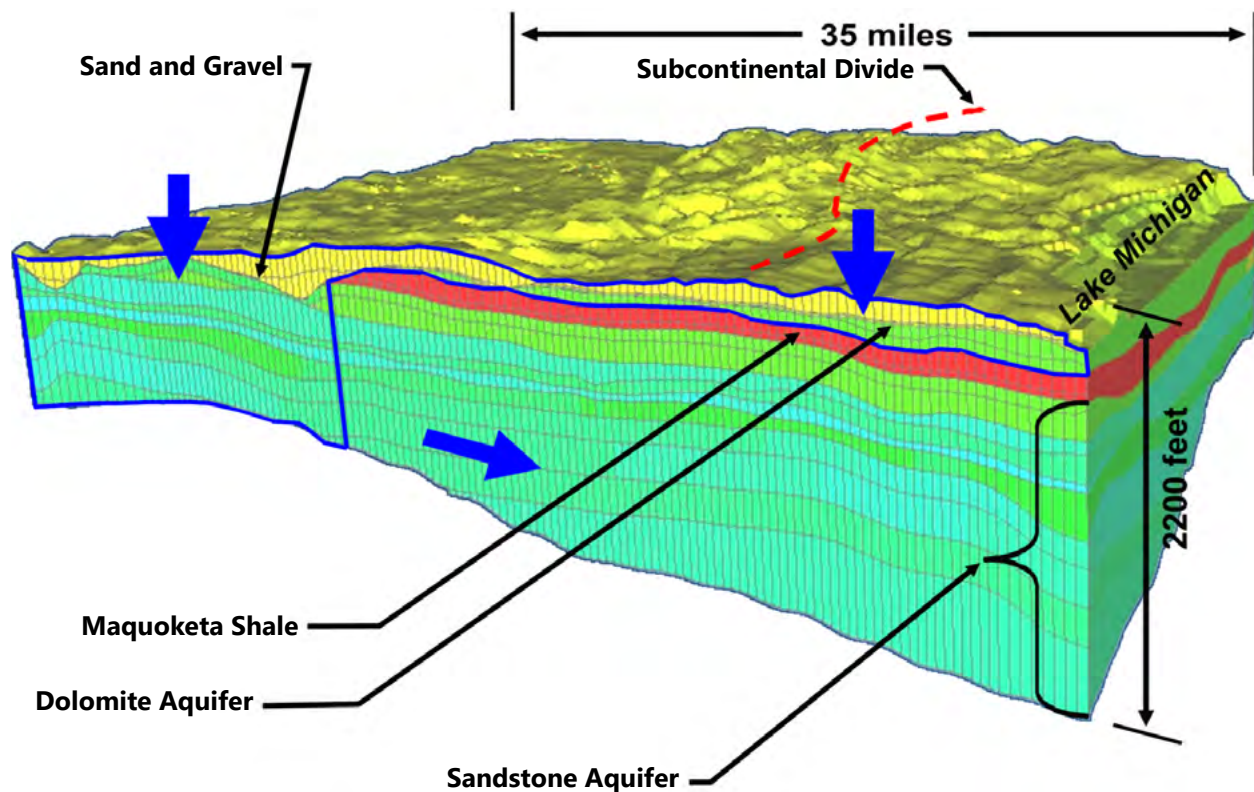 35 miles
Sand and Gravel
Subcontinental Divide
Lake Michigan
2200 feet
Maquoketa Shale
Dolomite Aquifer
Sandstone Aquifer